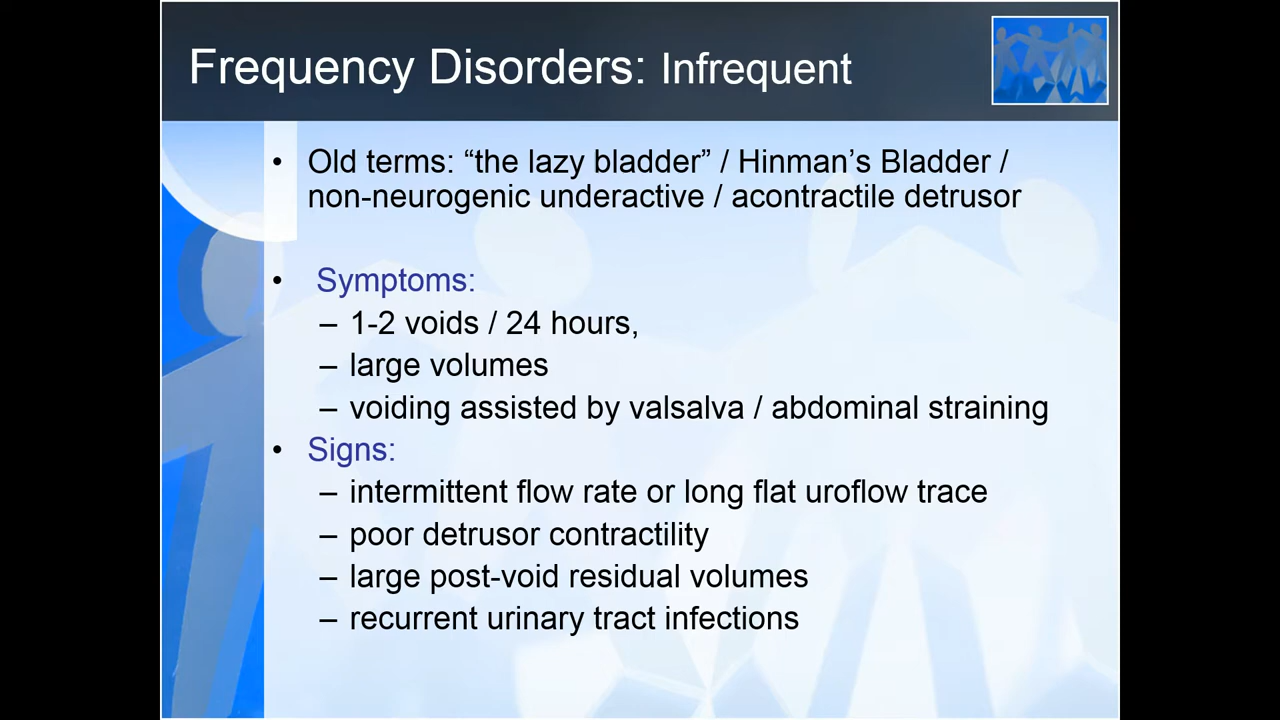 Frequency Disorders: Infrequent
• Old terms: “the lazy bladder” / Hinman’s Bladder /
non-neurogenic underactive / acontractile detrusor
• Symptoms:
– 1-2 voids / 24 hours,
– large volumes
– voiding assisted by valsalva / abdominal straining
• Signs:
– intermittent flow rate or long flat uroflow trace
– poor detrusor contractility
– large post-void residual volumes
– recurrent urinary tract infections